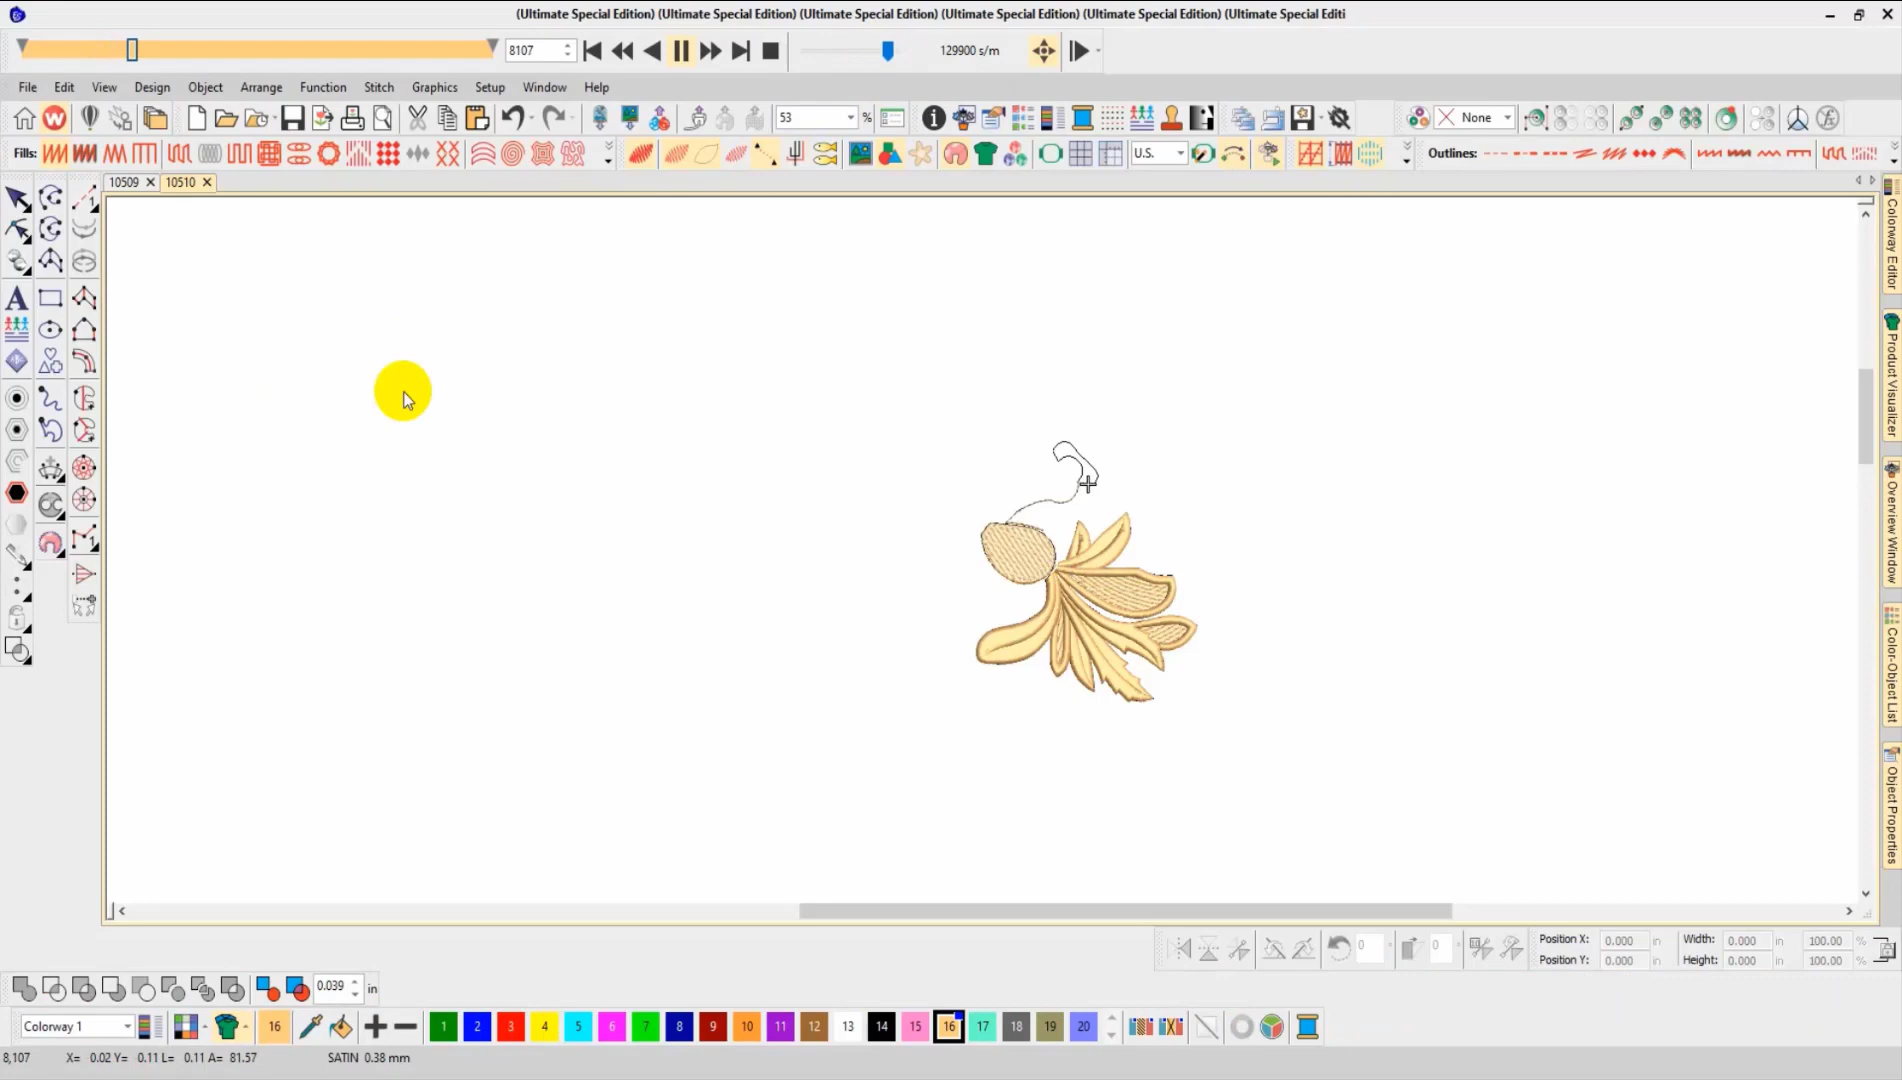 (Ultimate Special Edition) (Ultimate Special Edition) (Ultimate Special Edition) (Ultimate Special Edition) (Ultimate Special Edition) (Ultimate Special Editi
8107
129900 s/m
File Edit View Design Object Arrange Function Stitch Graphics Setup Window Help
53 %
None
Fills:
U.S.
Outlines:
10509
10510
Colorway Editor
Product Visualizer
Overview Window
Color-Object List
Object Properties
0
0
Position X: 0.000 in Width: 0.000 in 100.00 %
Position Y: 0.000 in Height: 0.000 in 100.00 %
0.039 in
Colorway 1
16
1 2 3 4 5 6 7 8 9 10 11 12 13 14 15 16 17 18 19 20
8,107 X= 0.02 Y= 0.11 L= 0.11 A= 81.57 SATIN 0.38 mm